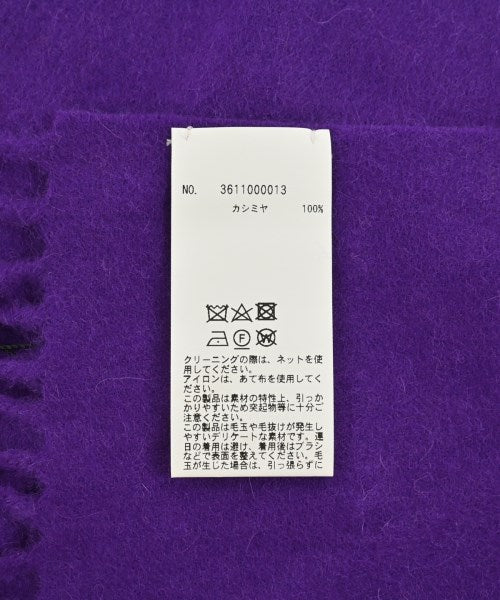 NO. 3611000013
カシミヤ 100%
F W
クリーニングの際は、ネットを使
用してください。
アイロンは、あて布を使用してく
ださい。
この製品は素材の特性上、引っか
かりやすいため突起物等に十分ご
注意ください。
この製品は毛玉や毛抜けが発生し
やすいデリケートな素材です。連
日の着用は避け、着用後はブラシ
などで表面を整えてください。毛
玉が生じた場合は、引っ張らずに